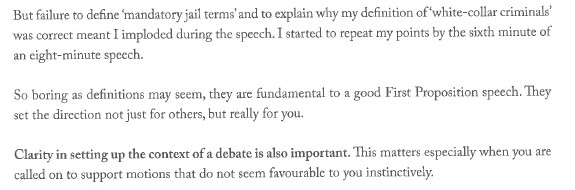 But failure to define 'mandatory jail terms' and to explain why my definition of 'white-collar criminals'
was correct meant I imploded during the speech. I started to repeat my points by the sixth minute of
an eight-minute speech.
So boring as definitions may seem, they are fundamental to a good First Proposition speech. They
set the direction not just for others, but really for you.
Clarity in setting up the context of a debate is also important. This matters especially when you are
called on to support motions that do not seem favourable to you instinctively.